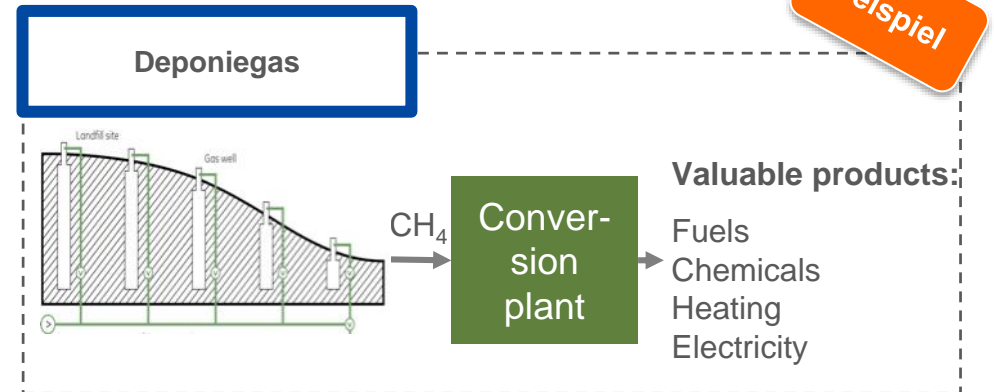 Deponiegas
Landfill site
Gas well
CH₄
Conver-
sion
plant
Valuable products:
Fuels
Chemicals
Heating
Electricity